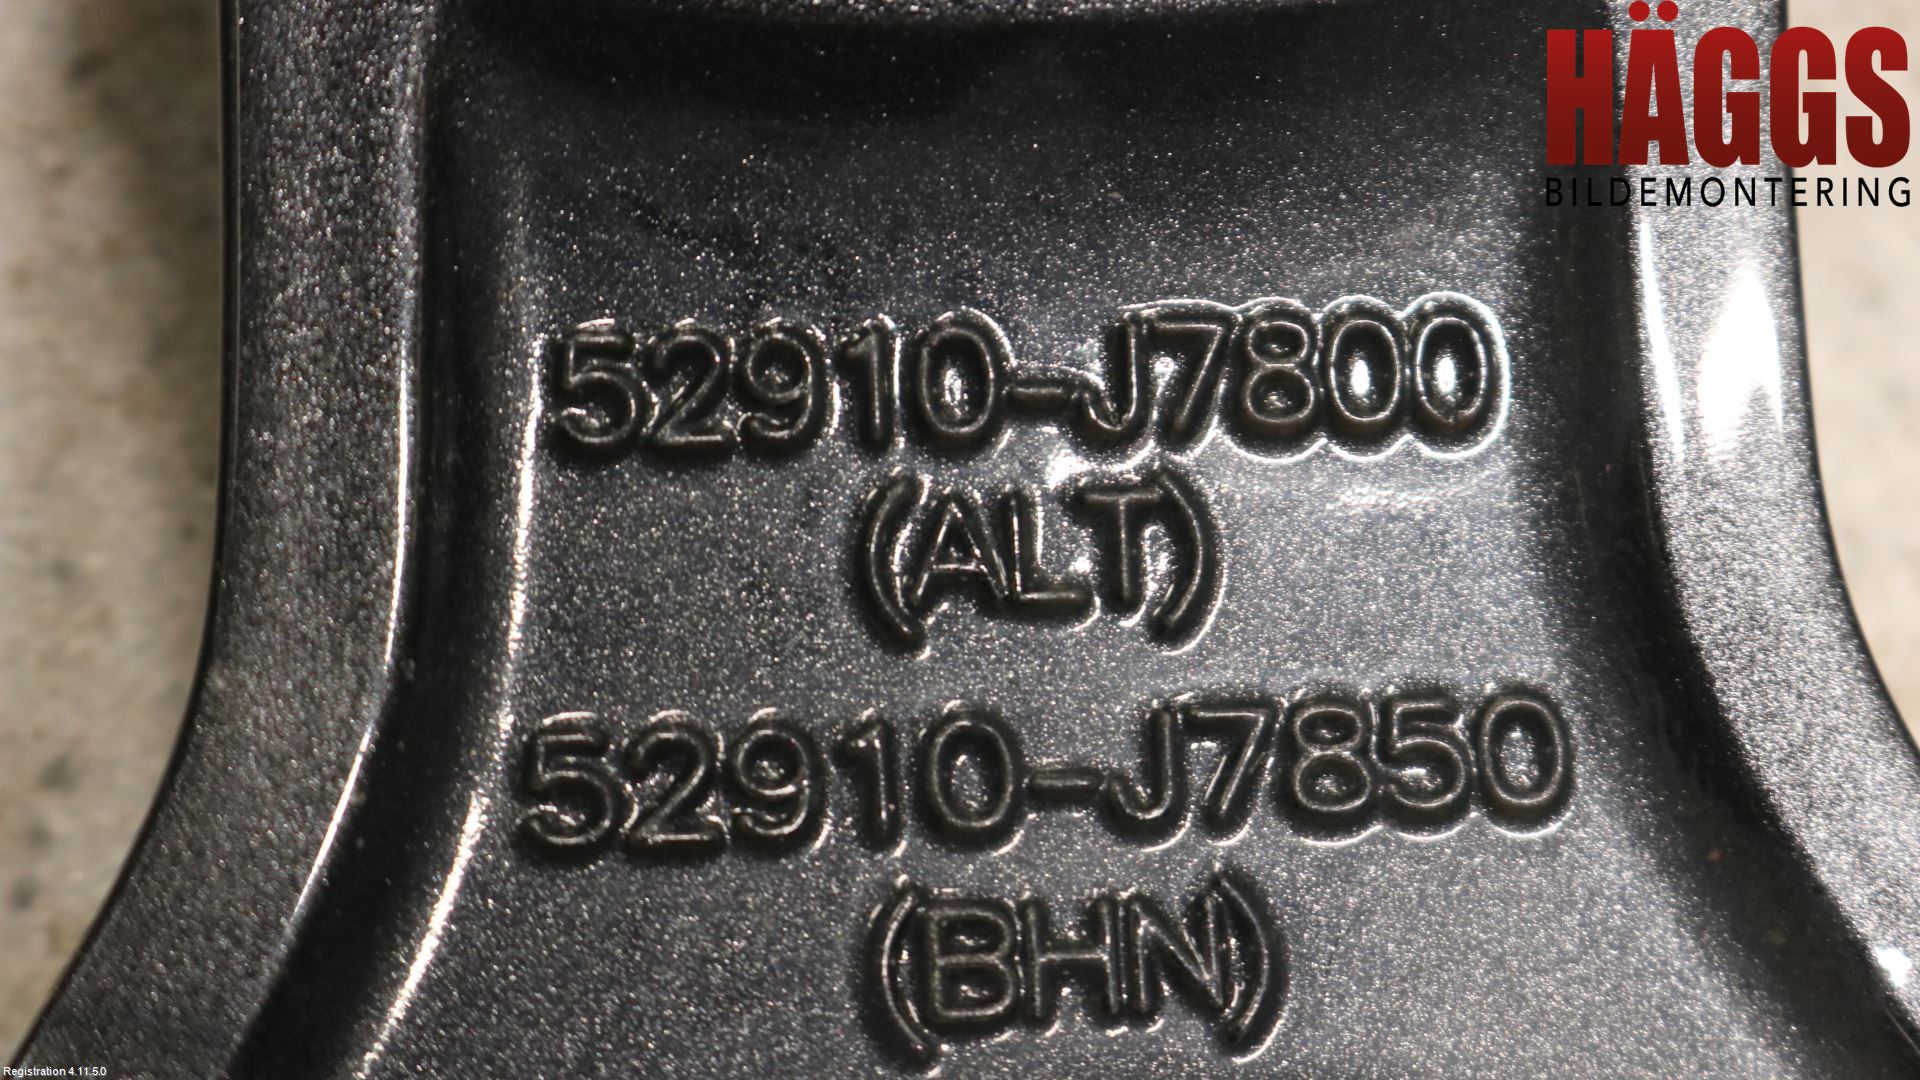 HÄGGS
BILDEMONTERING
52910-J7800
(ALT)
52910-J7850
(BHN)
Registration 4.11.5.0